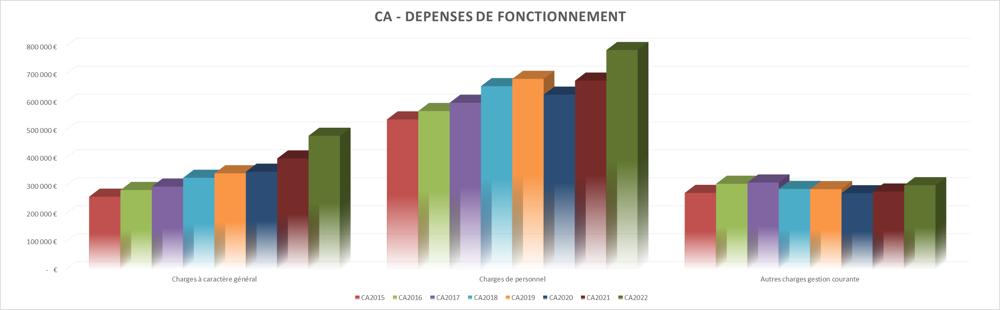 CA - DEPENSES DE FONCTIONNEMENT
800 000 €
700 000 €
600 000 €
500 000 €
400 000 €
300 000 €
200 000 €
100 000 €
- €
Charges à caractère général
Charges de personnel
Autres charges gestion courante
CA2015 CA2016 CA2017 CA2018 CA2019 CA2020 CA2021 CA2022